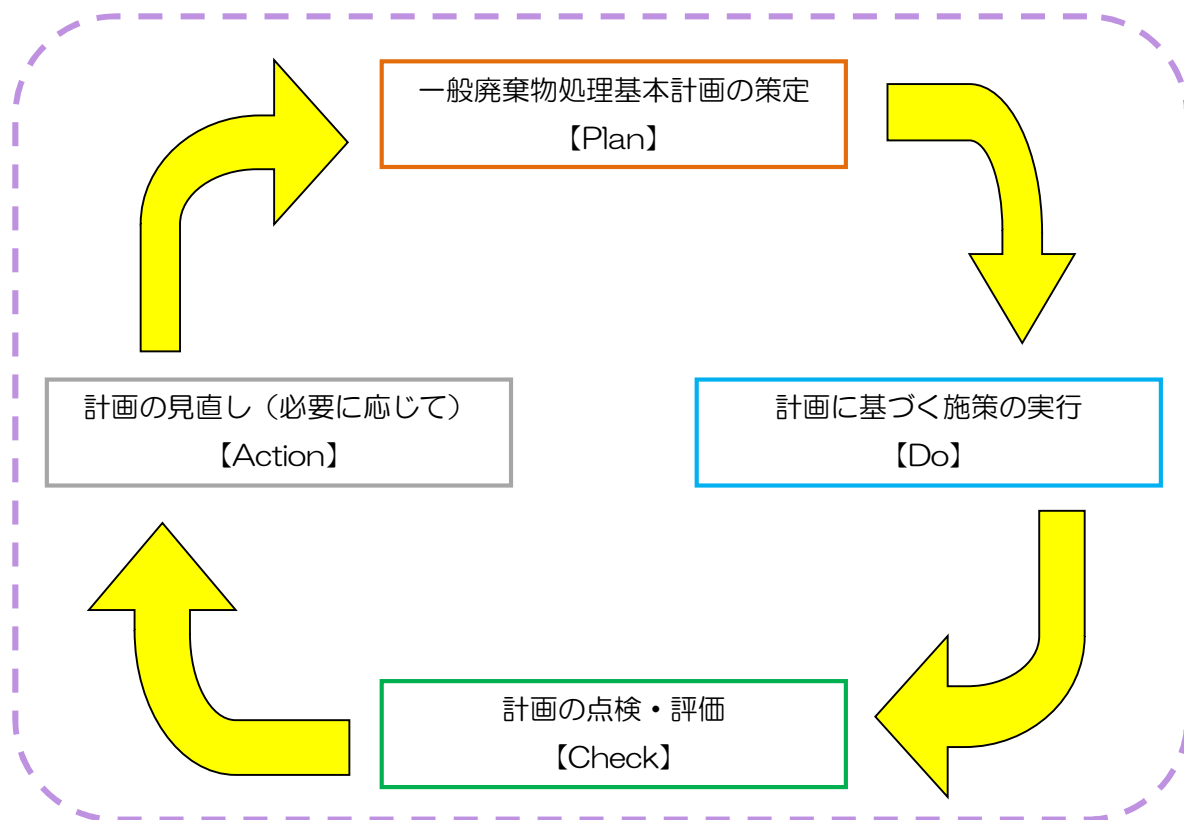 一般廃棄物処理基本計画の策定
【Plan】
計画の見直し（必要に応じて）
【Action】
計画に基づく施策の実行
【Do】
計画の点検・評価
【Check】